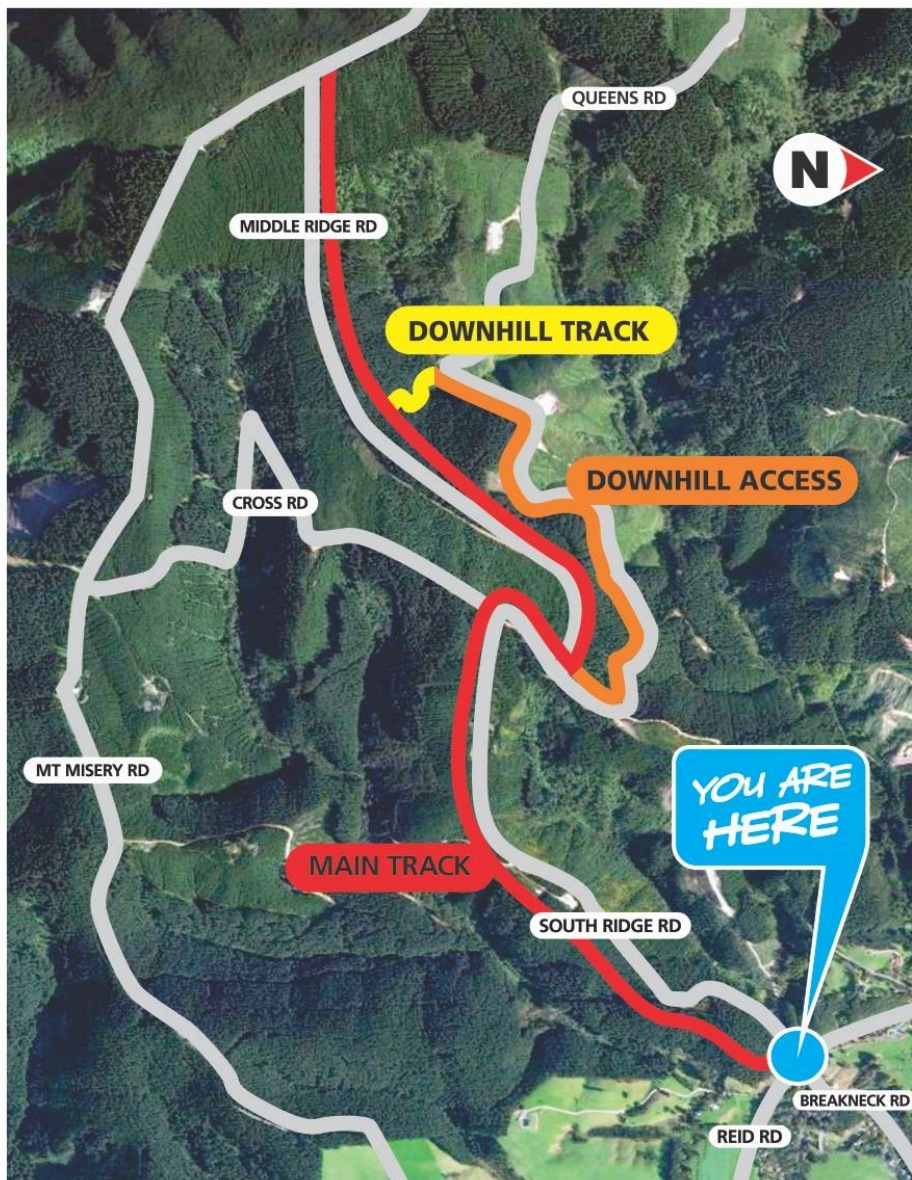 QUEENS RD
N
MIDDLE RIDGE RD
DOWNHILL TRACK
DOWNHILL ACCESS
CROSS RD
MT MISERY RD
YOU ARE
HERE
MAIN TRACK
SOUTH RIDGE RD
BREAKNECK RD
REID RD